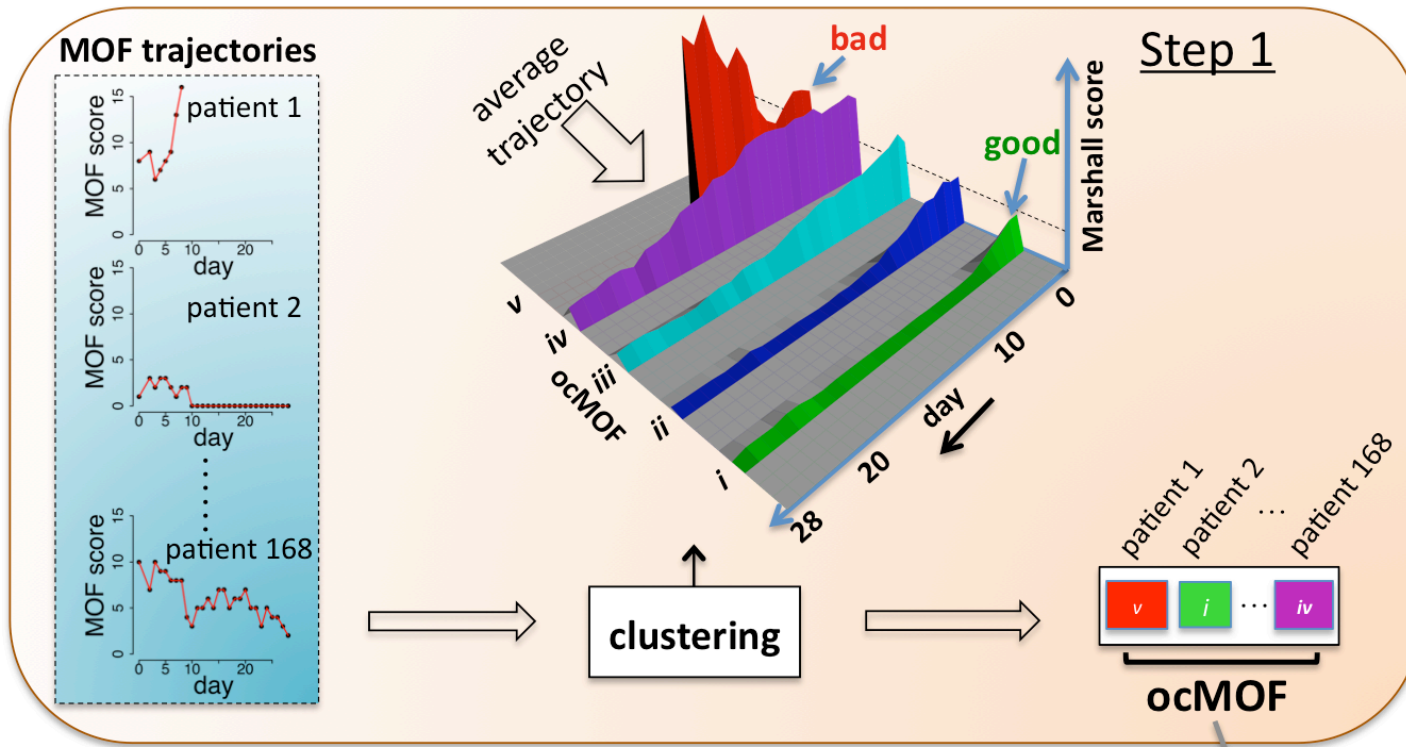 MOF trajectories
Step 1
patient 1
MOF score
0
5
10
15
0
10
20
day
patient 2
MOF score
0
5
10
15
0
10
20
day
patient 168
MOF score
0
5
10
15
0
10
20
day
average
trajectory
bad
good
Marshall score
v
iv
iii
ii
i
ocMOF
0
10
20
28
day
clustering
patient 1
patient 2
...
patient 168
v
i
...
iv
ocMOF